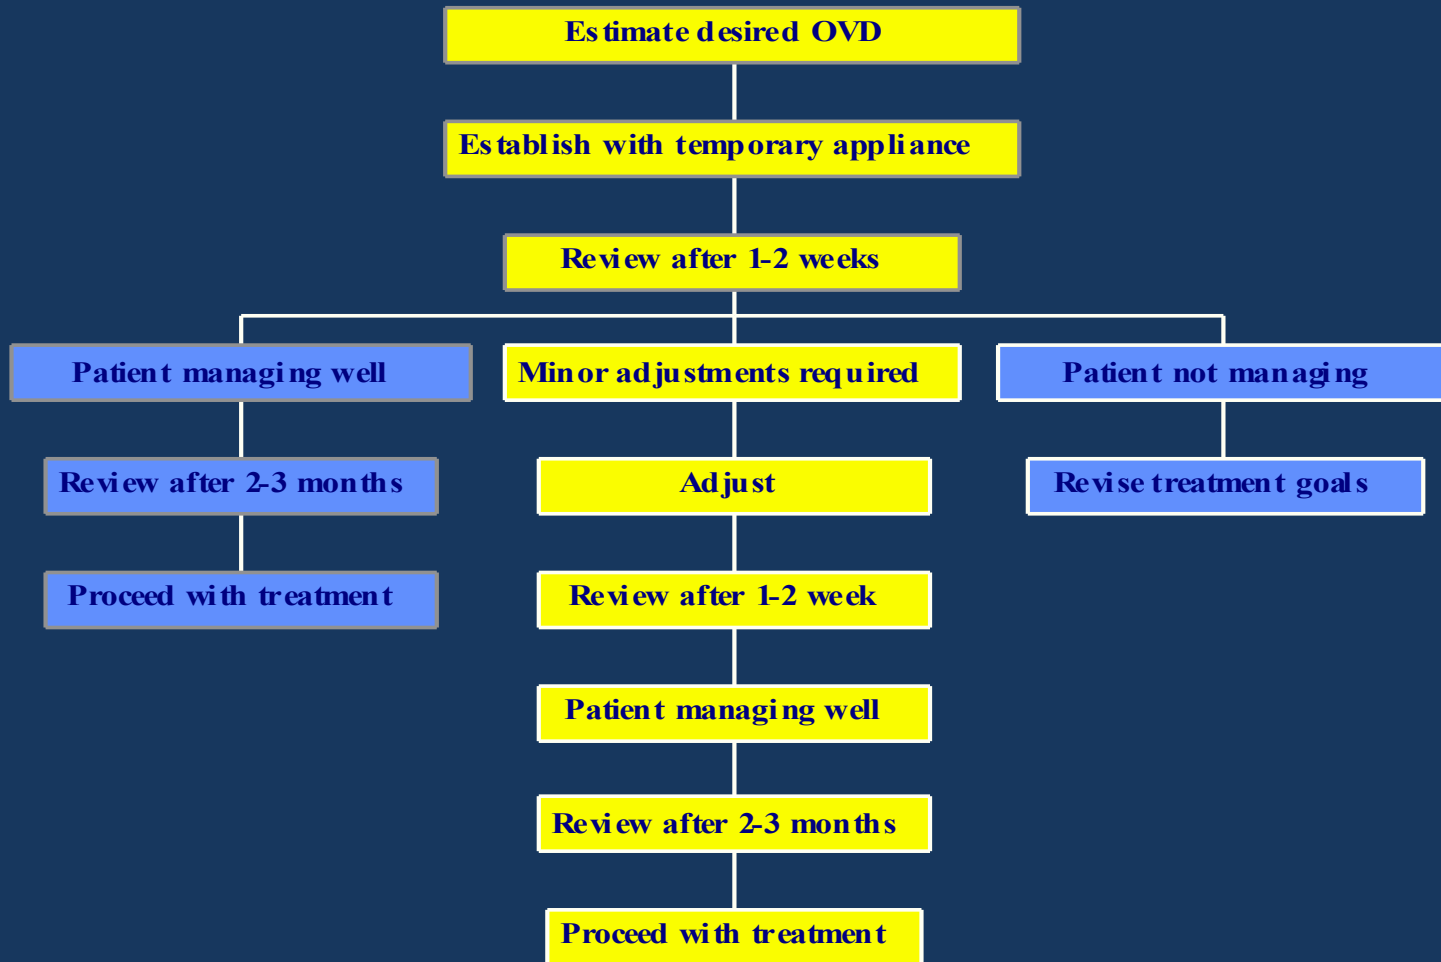 Estimate desired OVD
Establish with temporary appliance
Review after 1-2 weeks
Patient managing well
Minor adjustments required
Patient not managing
Review after 2-3 months
Adjust
Revise treatment goals
Proceed with treatment
Review after 1-2 week
Patient managing well
Review after 2-3 months
Proceed with treatment